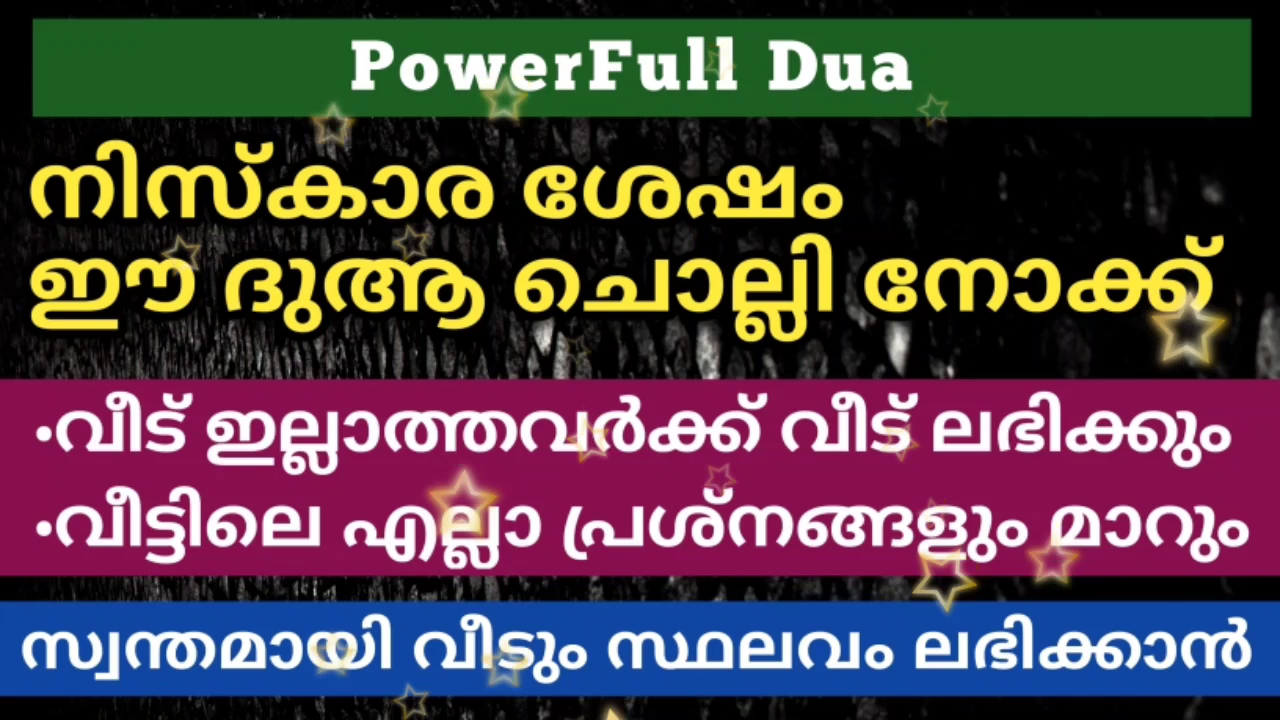 PowerFull Dua
നിസ്കാര ശേഷം
ഈ ദുആ ചൊല്ലി നോക്ക്
•വീട് ഇല്ലാത്തവർക്ക് വീട് ലഭിക്കും
•വീട്ടിലെ എല്ലാ പ്രശ്നങ്ങളും മാറും
സ്വന്തമായി വീടും സ്ഥലവം ലഭിക്കാൻ